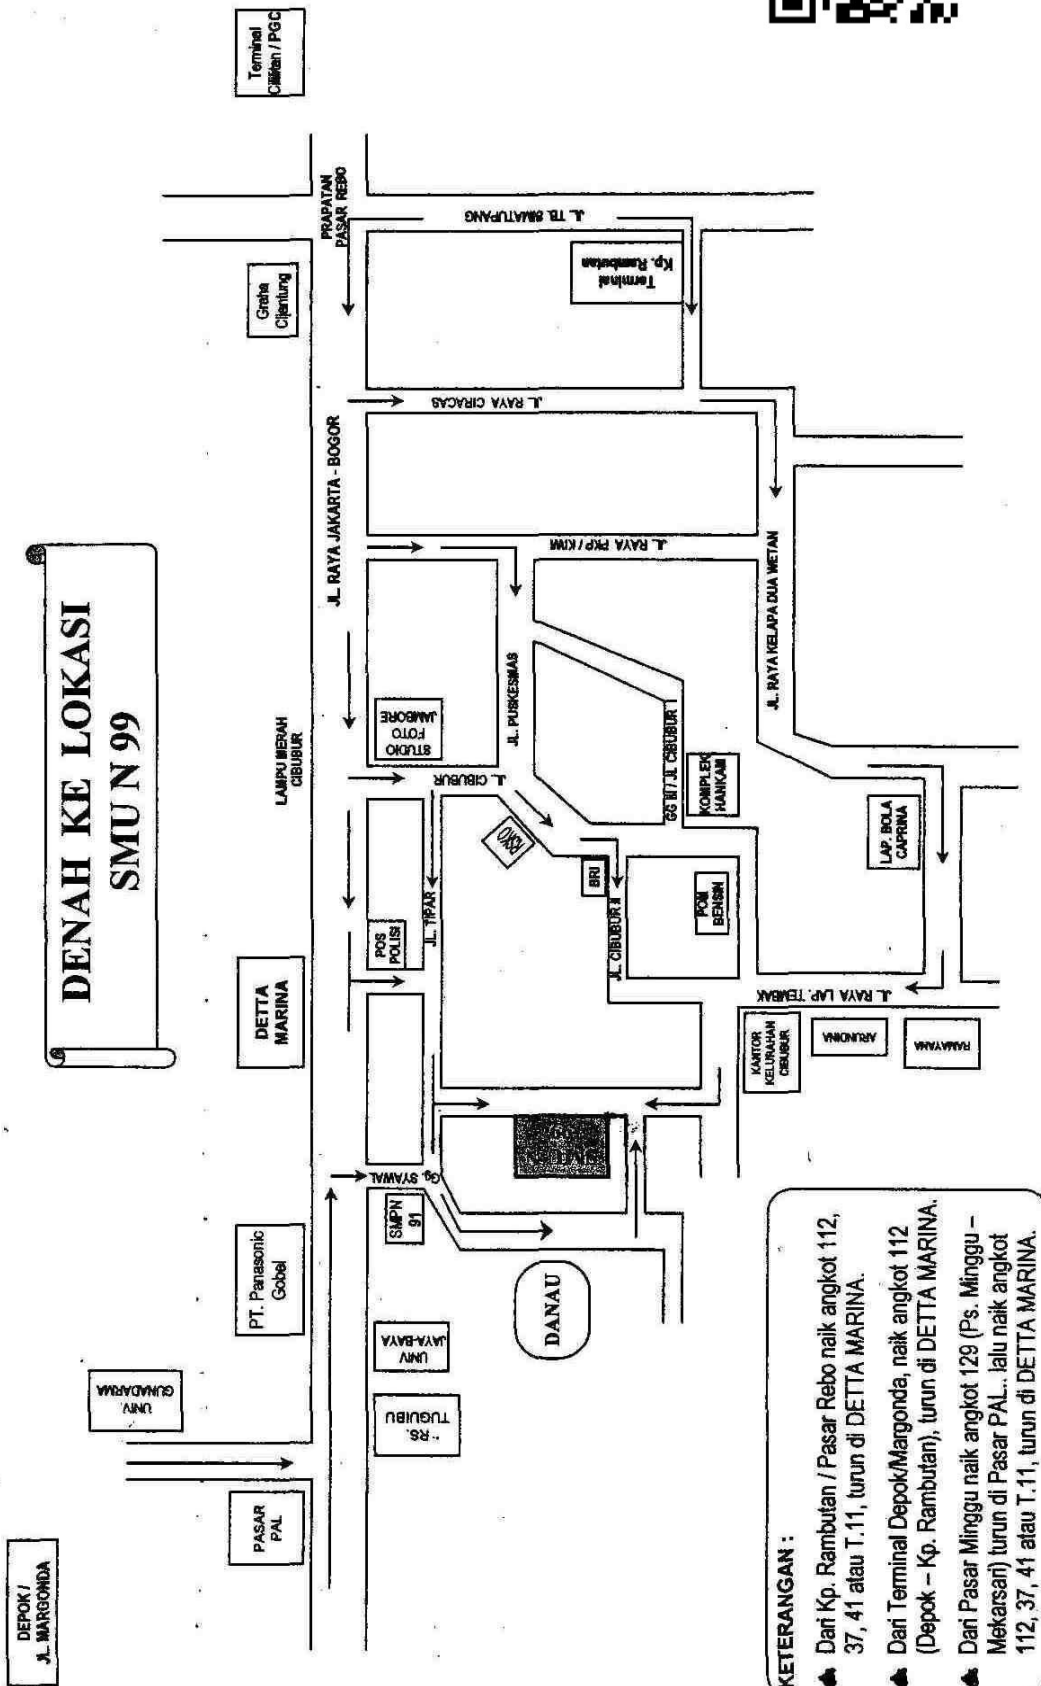 DENAH KE LOKASI
SMU N 99
DEPOK /
JL. MARGONDA
UNIV.
GUNADARMA
PASAR
PAL
PT. Panasonic
Gobel
DETTA
MARINA
LAMPU MERAH
CIBUBUR
Graha
Cijantung
Terminal
Cililitan / PGC
PRAPATAN
PASAR REBO
JL. RAYA JAKARTA - BOGOR
RS.
TUGUIBU
UNIV
JAYA-BAYA
SMPN
91
Gg. SYAWAL
POS
POLISI
JL. TIPAR
STUDIO
FOTO
JAMBORE
JL. CIBUBUR
RSKO
JL. PUSKESMAS
JL. RAYA PKP / KIWI
JL. RAYA CIRACAS
JL. TB. SIMATUPANG
Terminal
Kp. Rambutan
DANAU
BRI
JL. CIBUBUR II
GG III / JL CIBUBUR I
KOMPLEK
HANKAM
POM
BENSIN
JL. RAYA KELAPA DUA WETAN
KANTOR
KELURAHAN
CIBUBUR
JL. RAYA LAP. TEMBAK
ARUNDINA
RAMAYANA
LAP. BOLA
CAPRINA
KETERANGAN :
Dari Kp. Rambutan / Pasar Rebo naik angkot 112,
37, 41 atau T.11, turun di DETTA MARINA.
Dari Terminal Depok/Margonda, naik angkot 112
(Depok – Kp. Rambutan), turun di DETTA MARINA.
Dari Pasar Minggu naik angkot 129 (Ps. Minggu –
Mekarsari) turun di Pasar PAL.. lalu naik angkot
112, 37, 41 atau T.11, turun di DETTA MARINA.